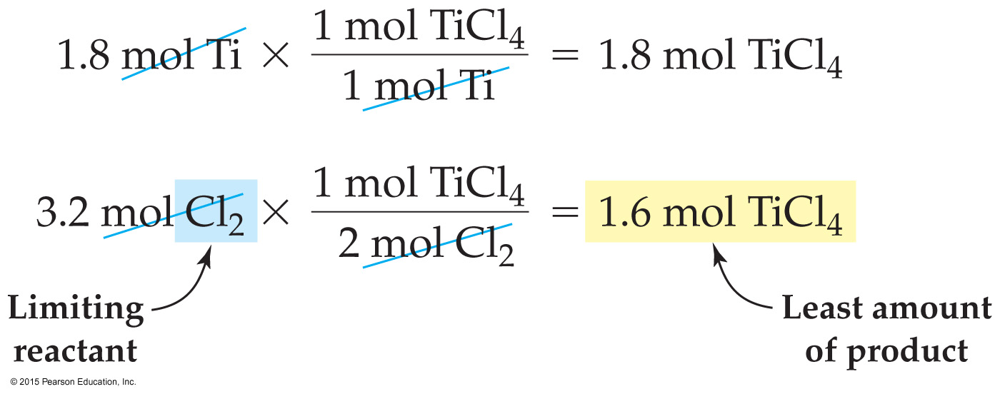 1.8 mol Ti × 1 mol TiCl₄ / 1 mol Ti = 1.8 mol TiCl₄
3.2 mol Cl₂ × 1 mol TiCl₄ / 2 mol Cl₂ = 1.6 mol TiCl₄
Limiting
reactant
Least amount
of product
© 2015 Pearson Education, Inc.